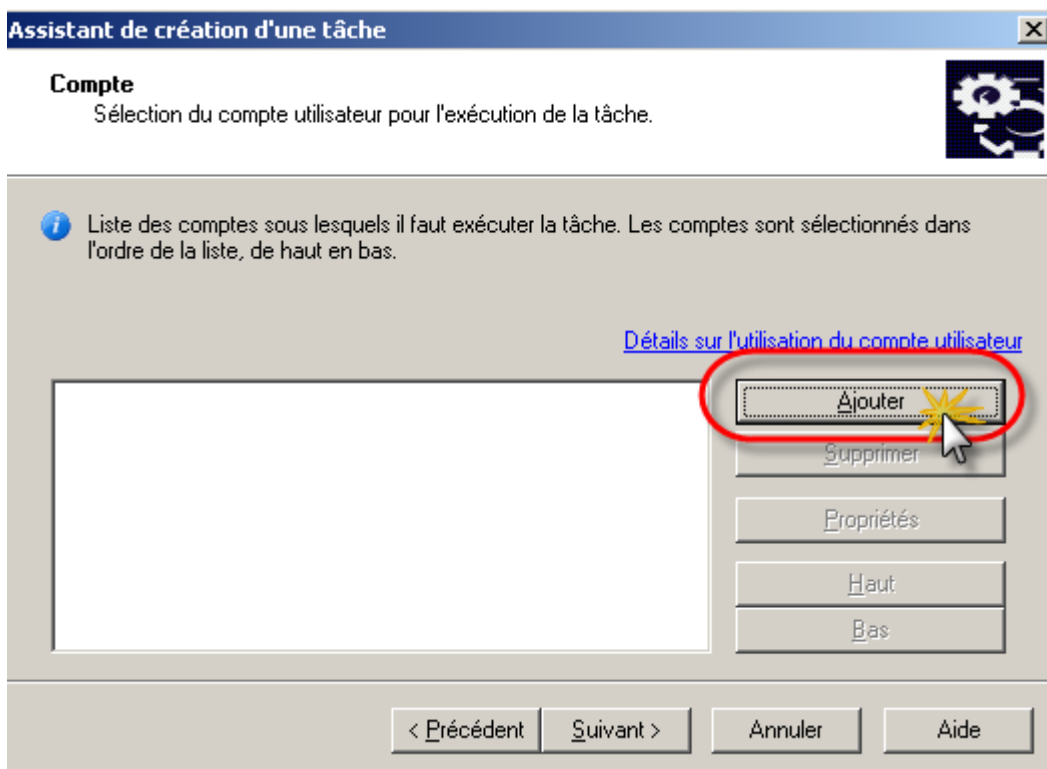 Assistant de création d'une tâche
Compte
Sélection du compte utilisateur pour l'exécution de la tâche.
Liste des comptes sous lesquels il faut exécuter la tâche. Les comptes sont sélectionnés dans
l'ordre de la liste, de haut en bas.
Détails sur l'utilisation du compte utilisateur
Ajouter
Supprimer
Propriétés
Haut
Bas
< Précédent
Suivant >
Annuler
Aide